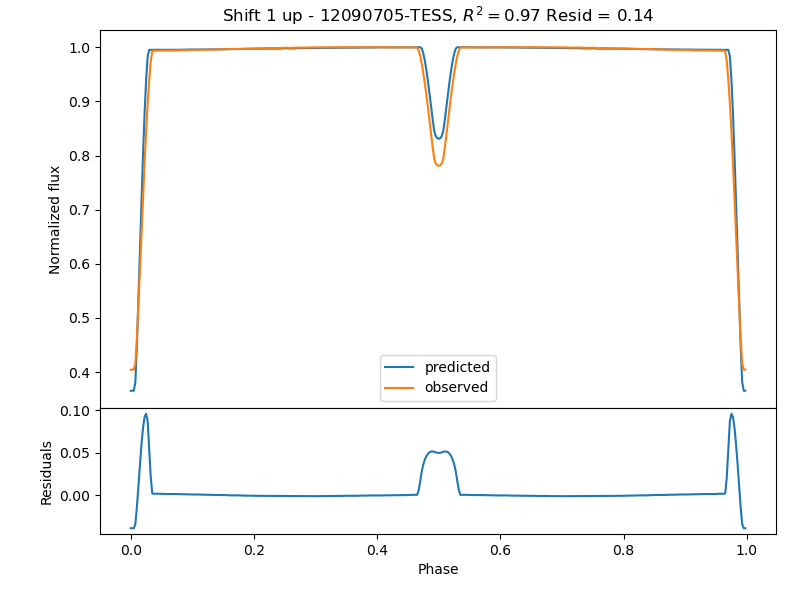 Shift 1 up - 12090705-TESS, $R^2 = 0.97$ Resid = 0.14
1.0
0.9
0.8
0.7
0.6
0.5
0.4
Normalized flux
predicted
observed
0.10
0.05
0.00
Residuals
0.0 0.2 0.4 0.6 0.8 1.0
Phase